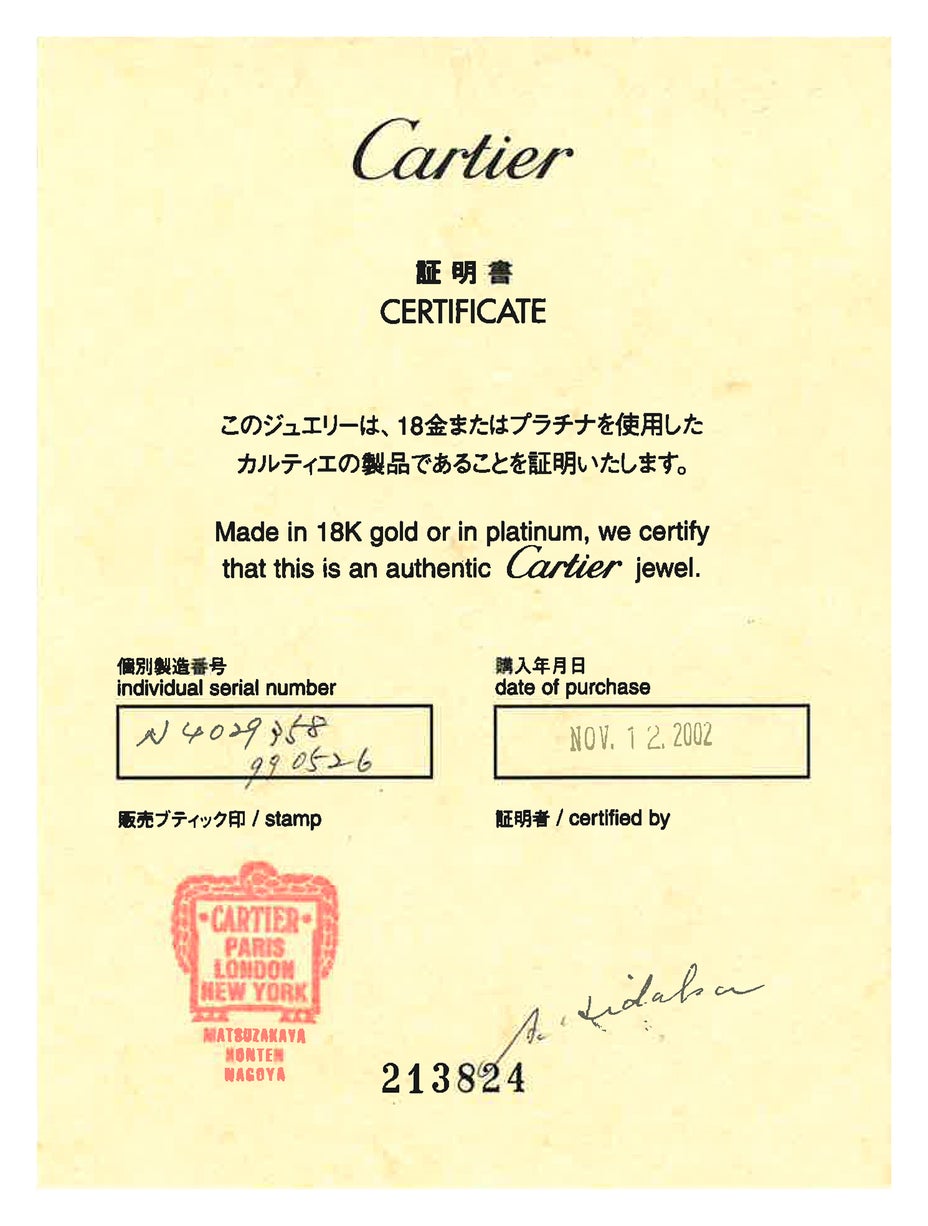 Cartier
証明書
CERTIFICATE
このジュエリーは、18金またはプラチナを使用した
カルティエの製品であることを証明いたします。
Made in 18K gold or in platinum, we certify
that this is an authentic Cartier jewel.
個別製造番号
individual serial number
N4029358
990526
購入年月日
date of purchase
NOV. 12. 2002
販売ブティック印 / stamp
証明者 / certified by
CARTIER
PARIS
LONDON
NEW YORK
MATSUZAKAYA
HONTEN
NAGOYA
213824